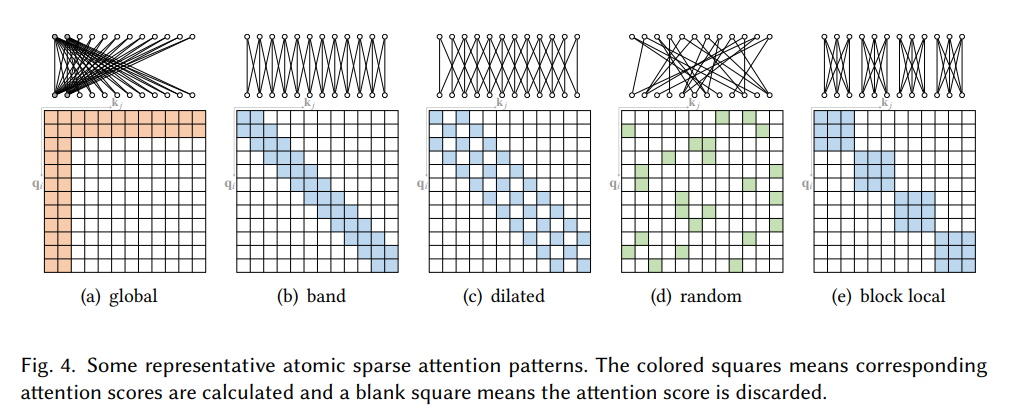 k_j k_j k_j k_j k_j
q_i q_i q_i q_i q_i
(a) global (b) band (c) dilated (d) random (e) block local
Fig. 4. Some representative atomic sparse attention patterns. The colored squares means corresponding
attention scores are calculated and a blank square means the attention score is discarded.